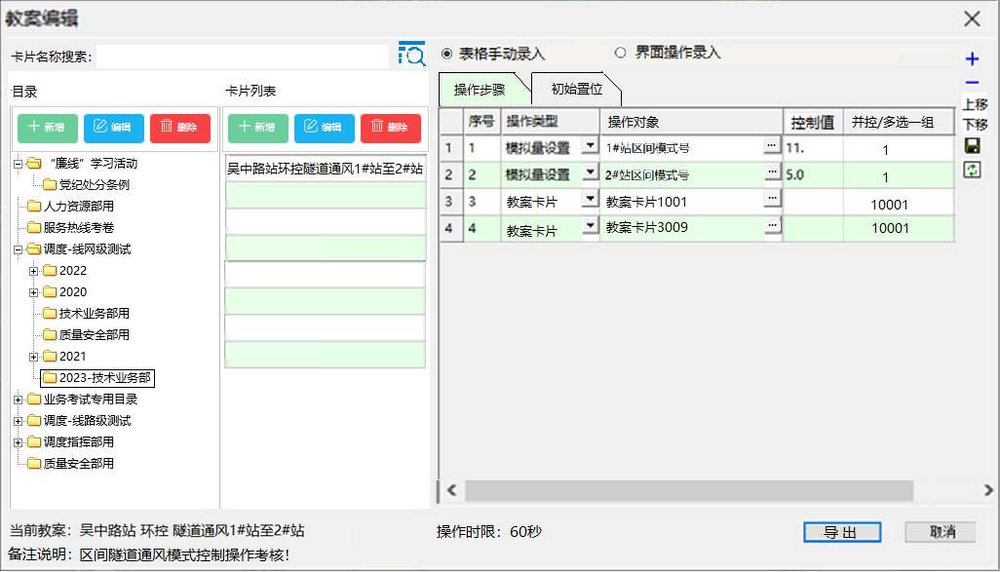 教案编辑
卡片名称搜索：
目录
新增 编辑 删除
“廉线”学习活动
党纪处分条例
人力资源部用
服务热线考卷
调度-线网级测试
2022
2020
技术业务部用
质量安全部用
2021
2023-技术业务部
业务考试专用目录
调度-线路级测试
调度指挥部用
质量安全部用
卡片列表
新增 编辑 删除
吴中路站环控隧道通风1#站至2#站
表格手动录入 界面操作录入
操作步骤 初始置位
序号 操作类型 操作对象 控制值 并控/多选一组
1 1 模拟量设置 1#站区间模式号 ... 11. 1
2 2 模拟量设置 2#站区间模式号 ... 5.0 1
3 3 教案卡片 教案卡片1001 ... 10001
4 4 教案卡片 教案卡片3009 ... 10001
上移
下移
当前教案：吴中路站 环控 隧道通风1#站至2#站
操作时限：60秒
导出 取消
备注说明：区间隧道通风模式控制操作考核！